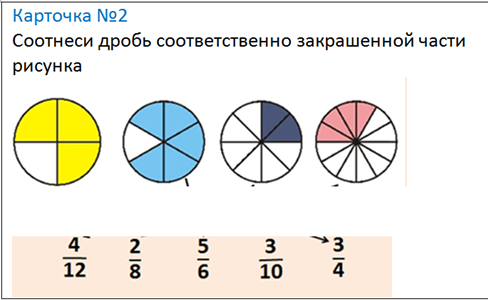 Карточка №2
Соотнеси дробь соответственно закрашенной части
рисунка
4/12 2/8 5/6 3/10 3/4